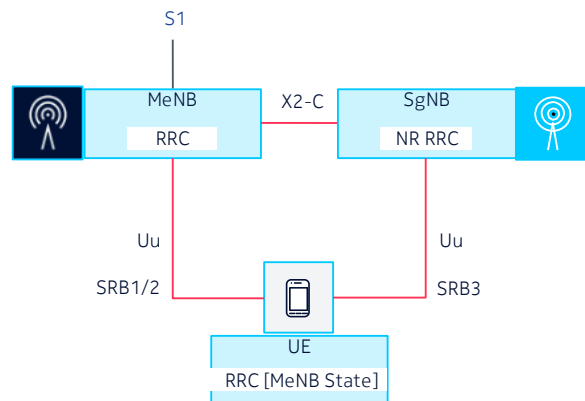 S1
MeNB
X2-C
SgNB
RRC
NR RRC
Uu
Uu
SRB1/2
SRB3
UE
RRC [MeNB State]